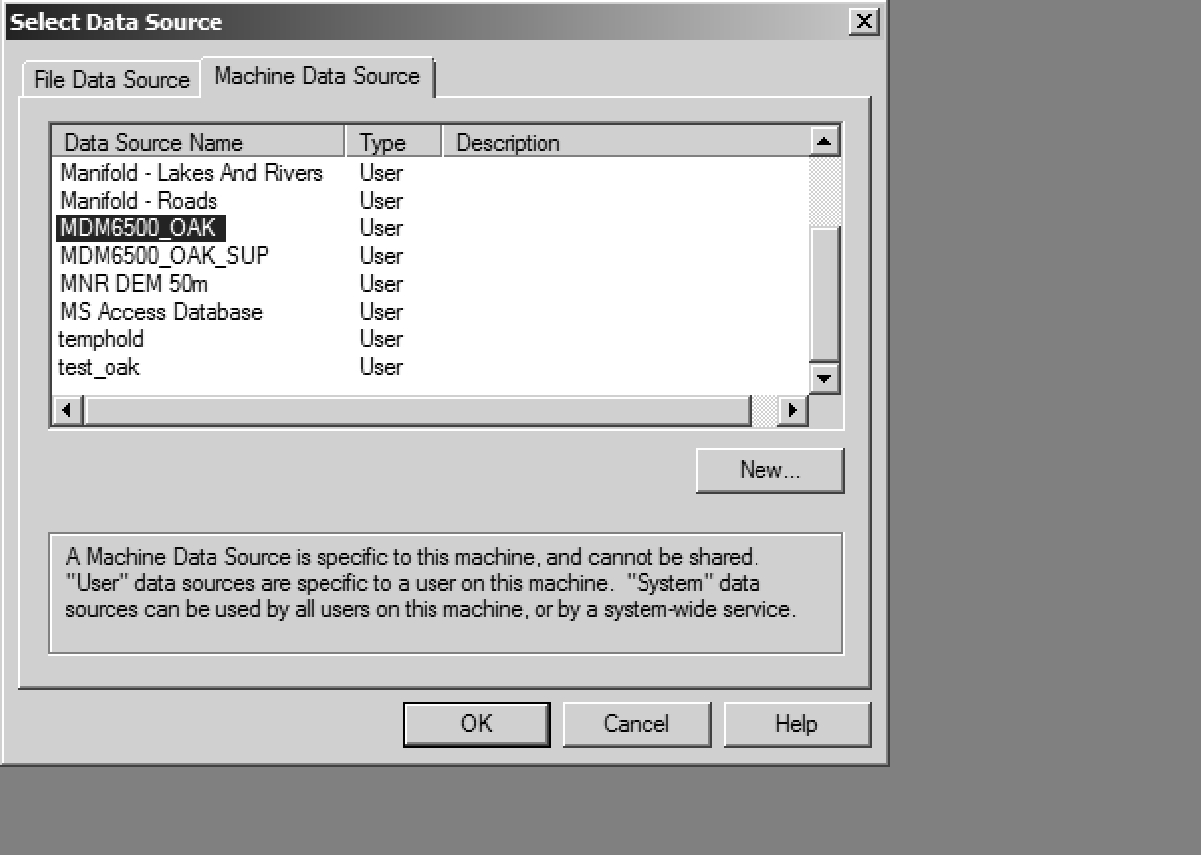 Select Data Source
File Data Source Machine Data Source
Data Source Name Type Description
Manifold - Lakes And Rivers User
Manifold - Roads User
MDM6500_OAK User
MDM6500_OAK_SUP User
MNR DEM 50m User
MS Access Database User
temphold User
test_oak User
New...
A Machine Data Source is specific to this machine, and cannot be shared.
"User" data sources are specific to a user on this machine. "System" data
sources can be used by all users on this machine, or by a system-wide service.
OK Cancel Help